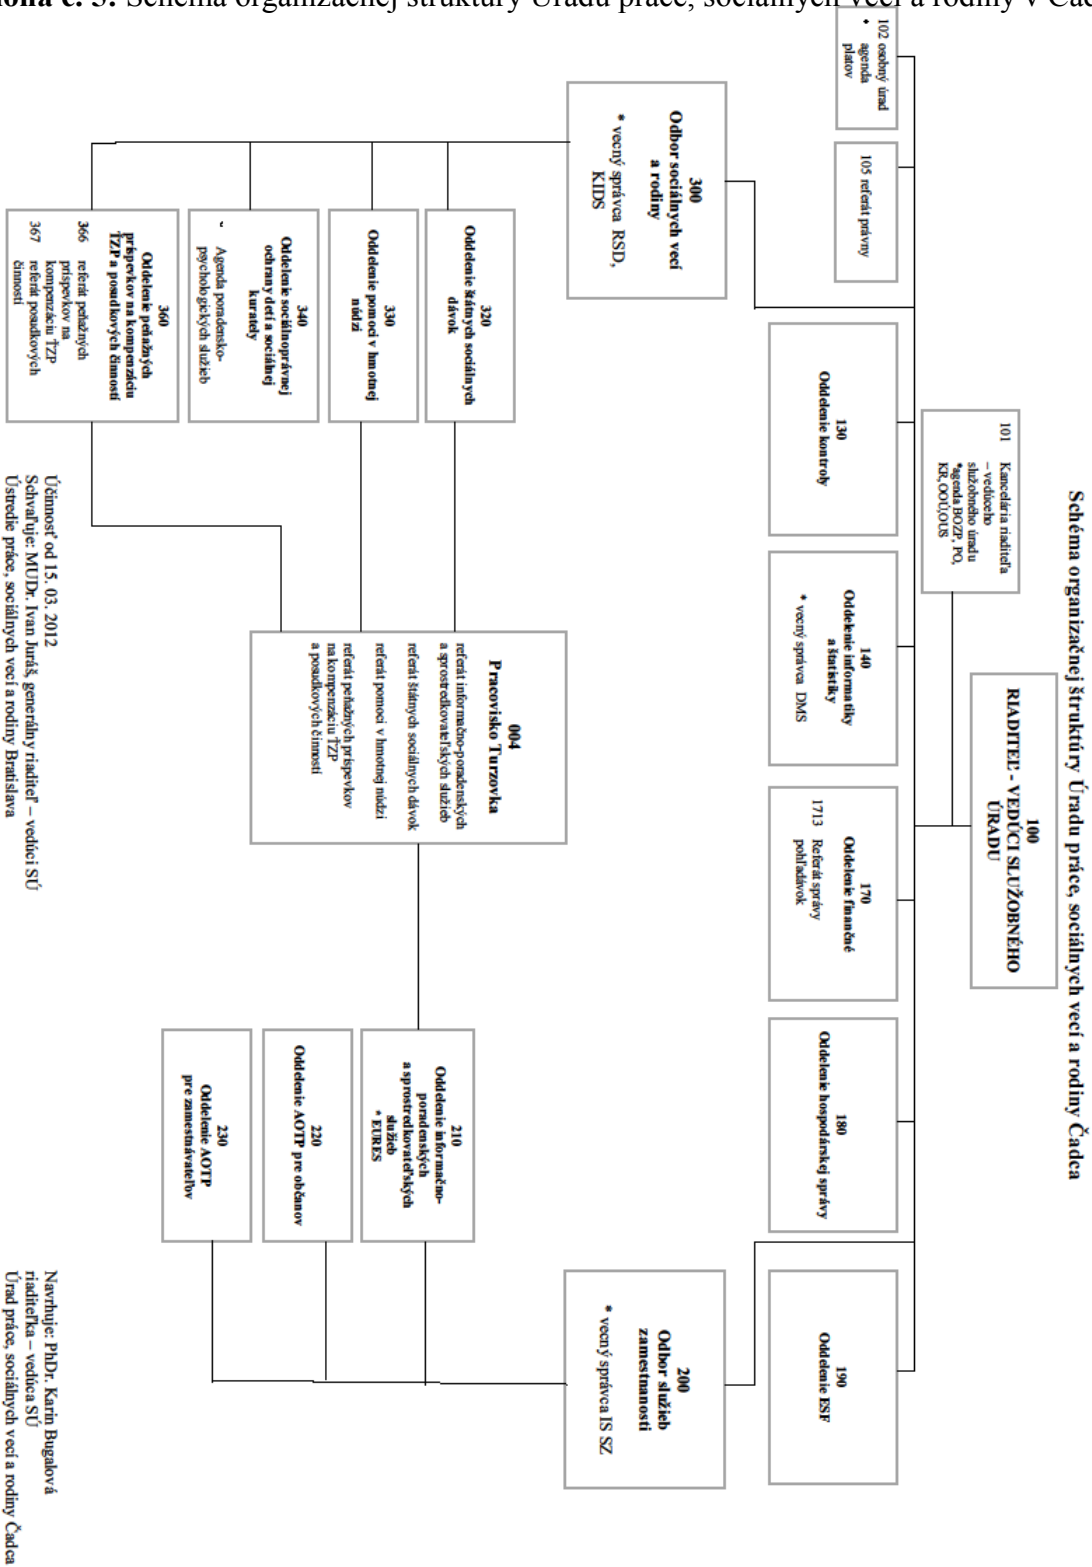 č. 3: Schéma organizačnej štruktúry Úradu práce, sociálnych vecí a rodiny v
Schéma organizačnej štruktúry Úradu práce, sociálnych vecí a rodiny Čadca
100
RIADITEĽ - VEDÚCI SLUŽOBNÉHO
ÚRADU
101 Kancelária riaditeľa
– vedúceho
služobného úradu
*agenda BOZP, PO,
KR, OOÚ, OUS
102 osobný úrad
• agenda
platov
105 referát právny
130
Oddelenie kontroly
140
Oddelenie informatiky
a štatistiky
* vecný správca DMS
170
Oddelenie finančné
1713 Referát správy
pohľadávok
180
Oddelenie hospodárskej správy
190
Oddelenie ESF
300
Odbor sociálnych vecí
a rodiny
* vecný správca RSD,
KIDS
200
Odbor služieb
zamestnanosti
* vecný správca IS SZ
320
Oddelenie štátnych sociálnych
dávok
330
Oddelenie pomoci v hmotnej
núdzi
340
Oddelenie sociálnoprávnej
ochrany detí a sociálnej
kurately
Agenda poradensko-
psychologických služieb
360
Oddelenie peňažných
príspevkov na kompenzáciu
ŤZP a posudkových činností
366 referát peňažných
príspevkov na
kompenzáciu ŤZP
367 referát posudkových
činností
004
Pracovisko Turzovka
referát informačno-poradenských
a sprostredkovateľských služieb
referát štátnych sociálnych dávok
referát pomoci v hmotnej núdzi
referát peňažných príspevkov
na kompenzáciu ŤZP
a posudkových činností
210
Oddelenie informačno-
poradenských
a sprostredkovateľských
služieb
* EURES
220
Oddelenie AOTP pre občanov
230
Oddelenie AOTP
pre zamestnávateľov
Účinnosť od 15. 03. 2012
Schvaľuje: MUDr. Ivan Juráš, generálny riaditeľ – vedúci SÚ
Ústredie práce, sociálnych vecí a rodiny Bratislava
Navrhuje: PhDr. Karin Bugalová
riaditeľka – vedúca SÚ
Úrad práce, sociálnych vecí a rodiny Čadca